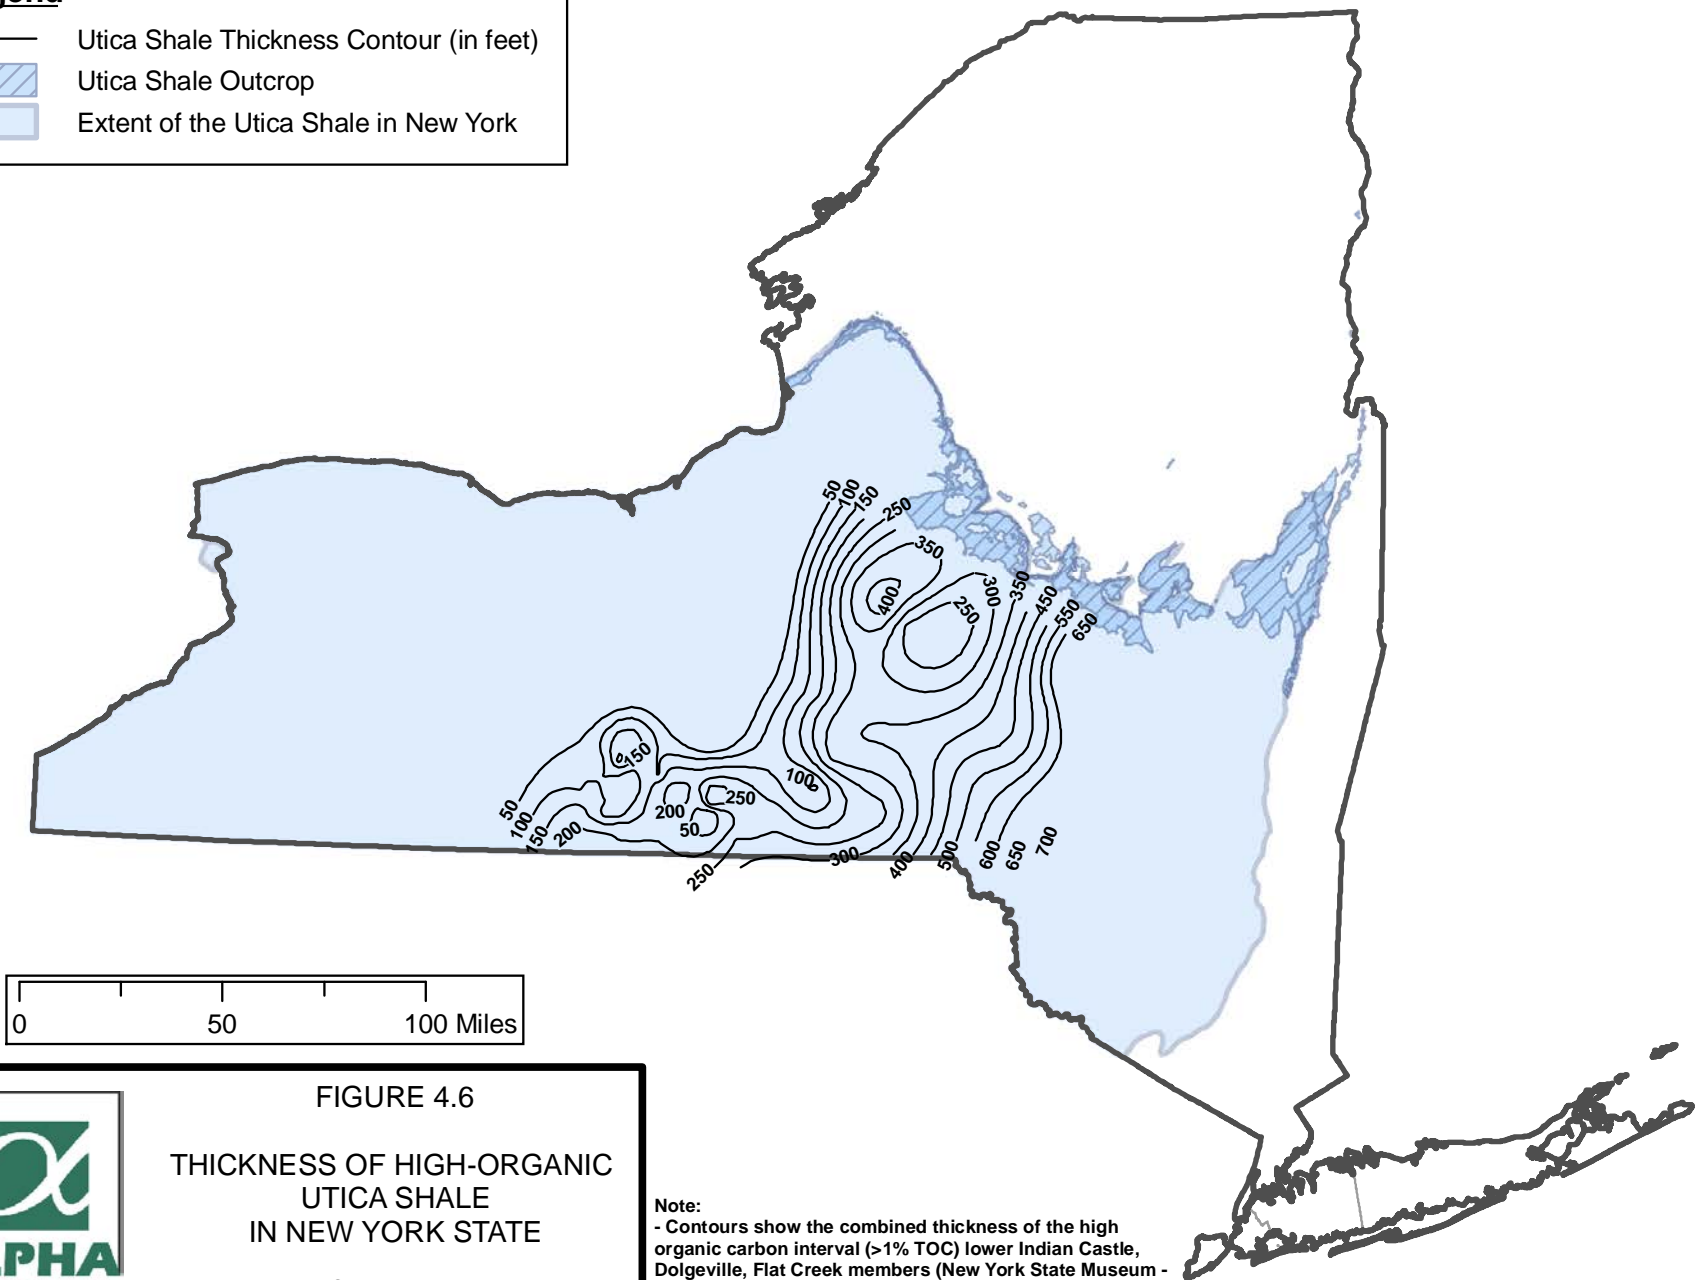 Utica Shale Thickness Contour (in feet)
Utica Shale Outcrop
Extent of the Utica Shale in New York
50
100
150
250
350
400
300
250
350
450
550
650
150
100
200
250
50
50
100
150
200
250
300
400
500
600
650
700
0 50 100 Miles
FIGURE 4.6
THICKNESS OF HIGH-ORGANIC
UTICA SHALE
IN NEW YORK STATE
Note:
- Contours show the combined thickness of the high
organic carbon interval (>1% TOC) lower Indian Castle,
Dolgeville, Flat Creek members (New York State Museum -